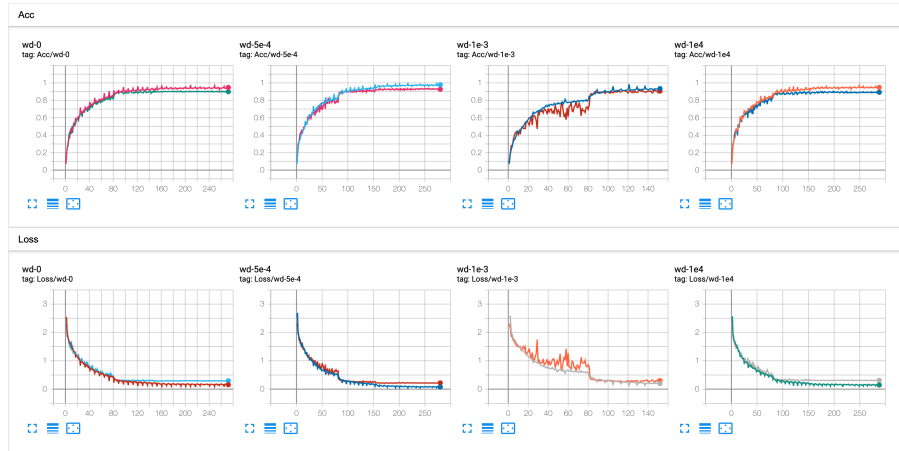 Acc
wd-0
tag: Acc/wd-0
1
0.8
0.6
0.4
0.2
0
0 40 80 120 160 200 240
wd-5e-4
tag: Acc/wd-5e-4
1
0.8
0.6
0.4
0.2
0
0 50 100 150 200 250
wd-1e-3
tag: Acc/wd-1e-3
1
0.8
0.6
0.4
0.2
0
0 20 40 60 80 100 120 140
wd-1e4
tag: Acc/wd-1e4
1
0.8
0.6
0.4
0.2
0
0 50 100 150 200 250
Loss
wd-0
tag: Loss/wd-0
3
2
1
0
0 40 80 120 160 200 240
wd-5e-4
tag: Loss/wd-5e-4
3
2
1
0
0 50 100 150 200 250
wd-1e-3
tag: Loss/wd-1e-3
3
2
1
0
0 20 40 60 80 100 120 140
wd-1e4
tag: Loss/wd-1e4
3
2
1
0
0 50 100 150 200 250